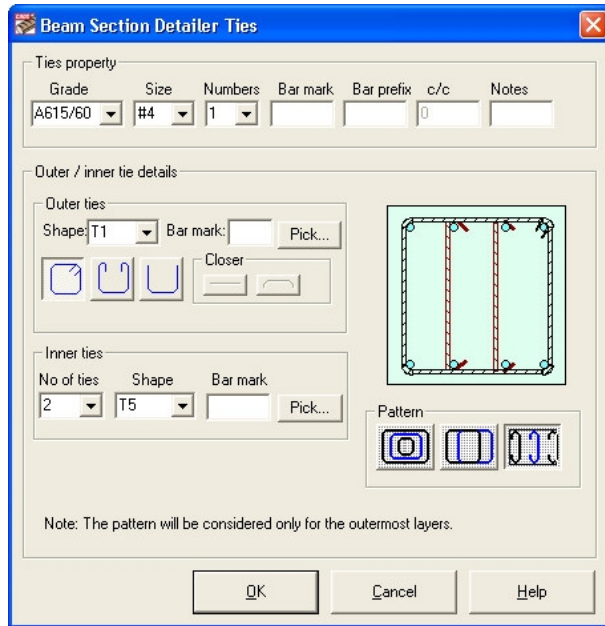 Beam Section Detailer Ties
Ties property
Grade Size Numbers Bar mark Bar prefix c/c Notes
A615/60 #4 1 0
Outer / inner tie details
Outer ties
Shape: T1 Bar mark: Pick...
Closer
Inner ties
No of ties Shape Bar mark
2 T5 Pick...
Pattern
Note: The pattern will be considered only for the outermost layers.
OK Cancel Help